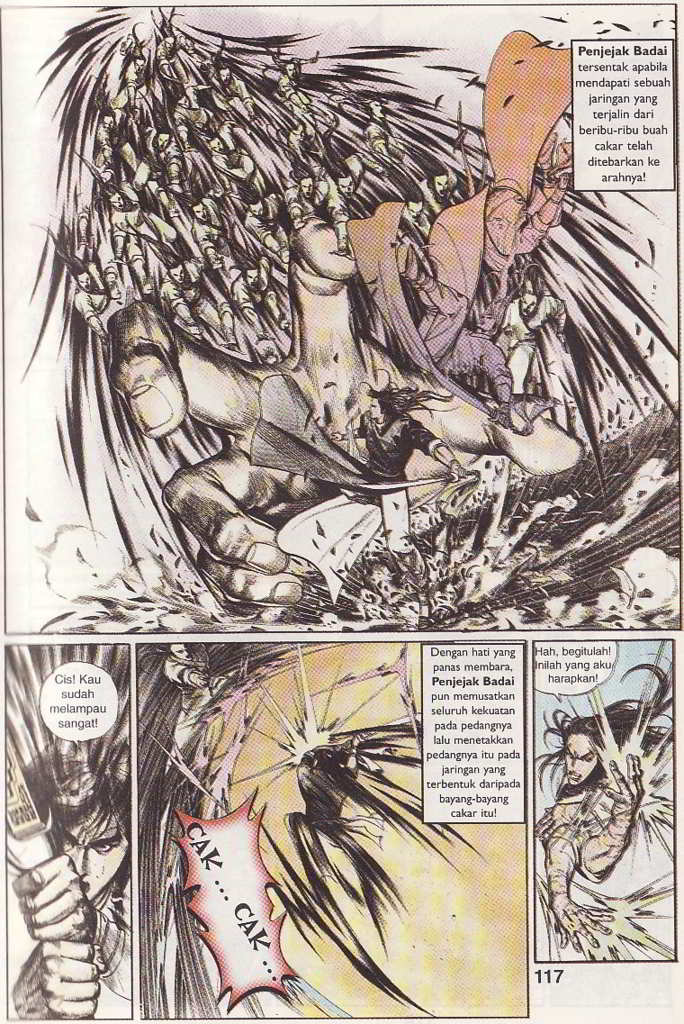 Penjejak Badai
tersentak apabila
mendapati sebuah
jaringan yang
terjalin dari
beribu-ribu buah
cakar telah
ditebarkan ke
arahnya!
Cis! Kau
sudah
melampau
sangat!
Dengan hati yang
panas membara,
Penjejak Badai
pun memusatkan
seluruh kekuatan
pada pedangnya
lalu menetakkan
pedangnya itu pada
jaringan yang
terbentuk daripada
bayang-bayang
cakar itu!
CAK...
CAK...
Hah, begitulah!
Inilah yang aku
harapkan!
117